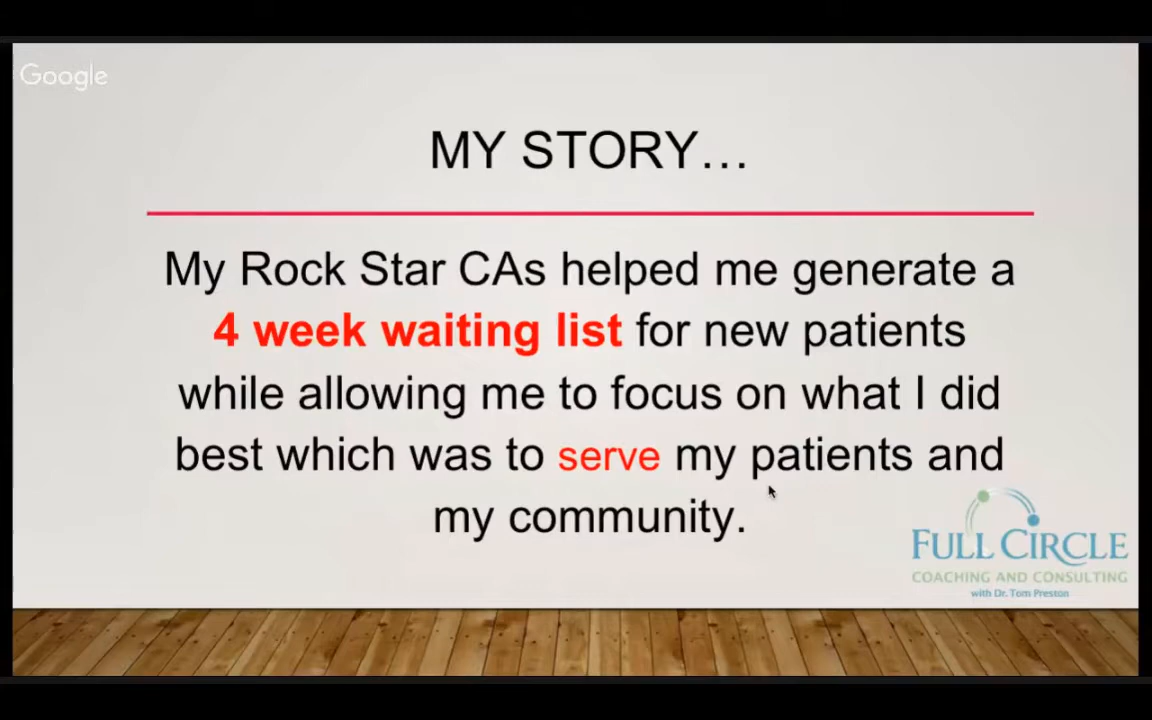 Google
MY STORY…
My Rock Star CAs helped me generate a
4 week waiting list for new patients
while allowing me to focus on what I did
best which was to serve my patients and
my community.
FULL CIRCLE
COACHING AND CONSULTING
with Dr. Tom Preston